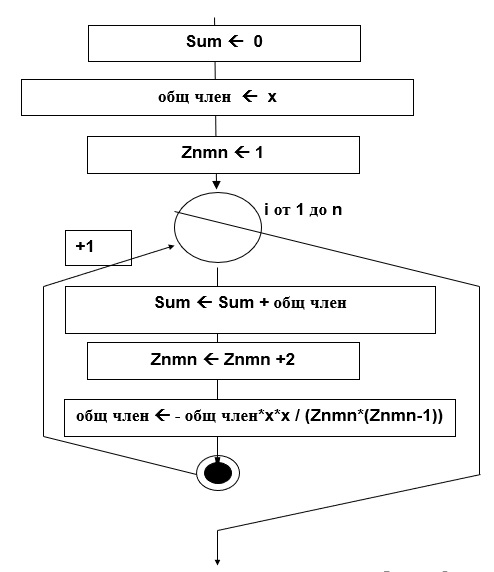 Sum 🡨 0
общ член 🡨 x
Znmn 🡨 1
i от 1 до n
+1
Sum 🡨 Sum + общ член
Znmn 🡨 Znmn +2
общ член 🡨 - общ член*x*x / (Znmn*(Znmn-1))